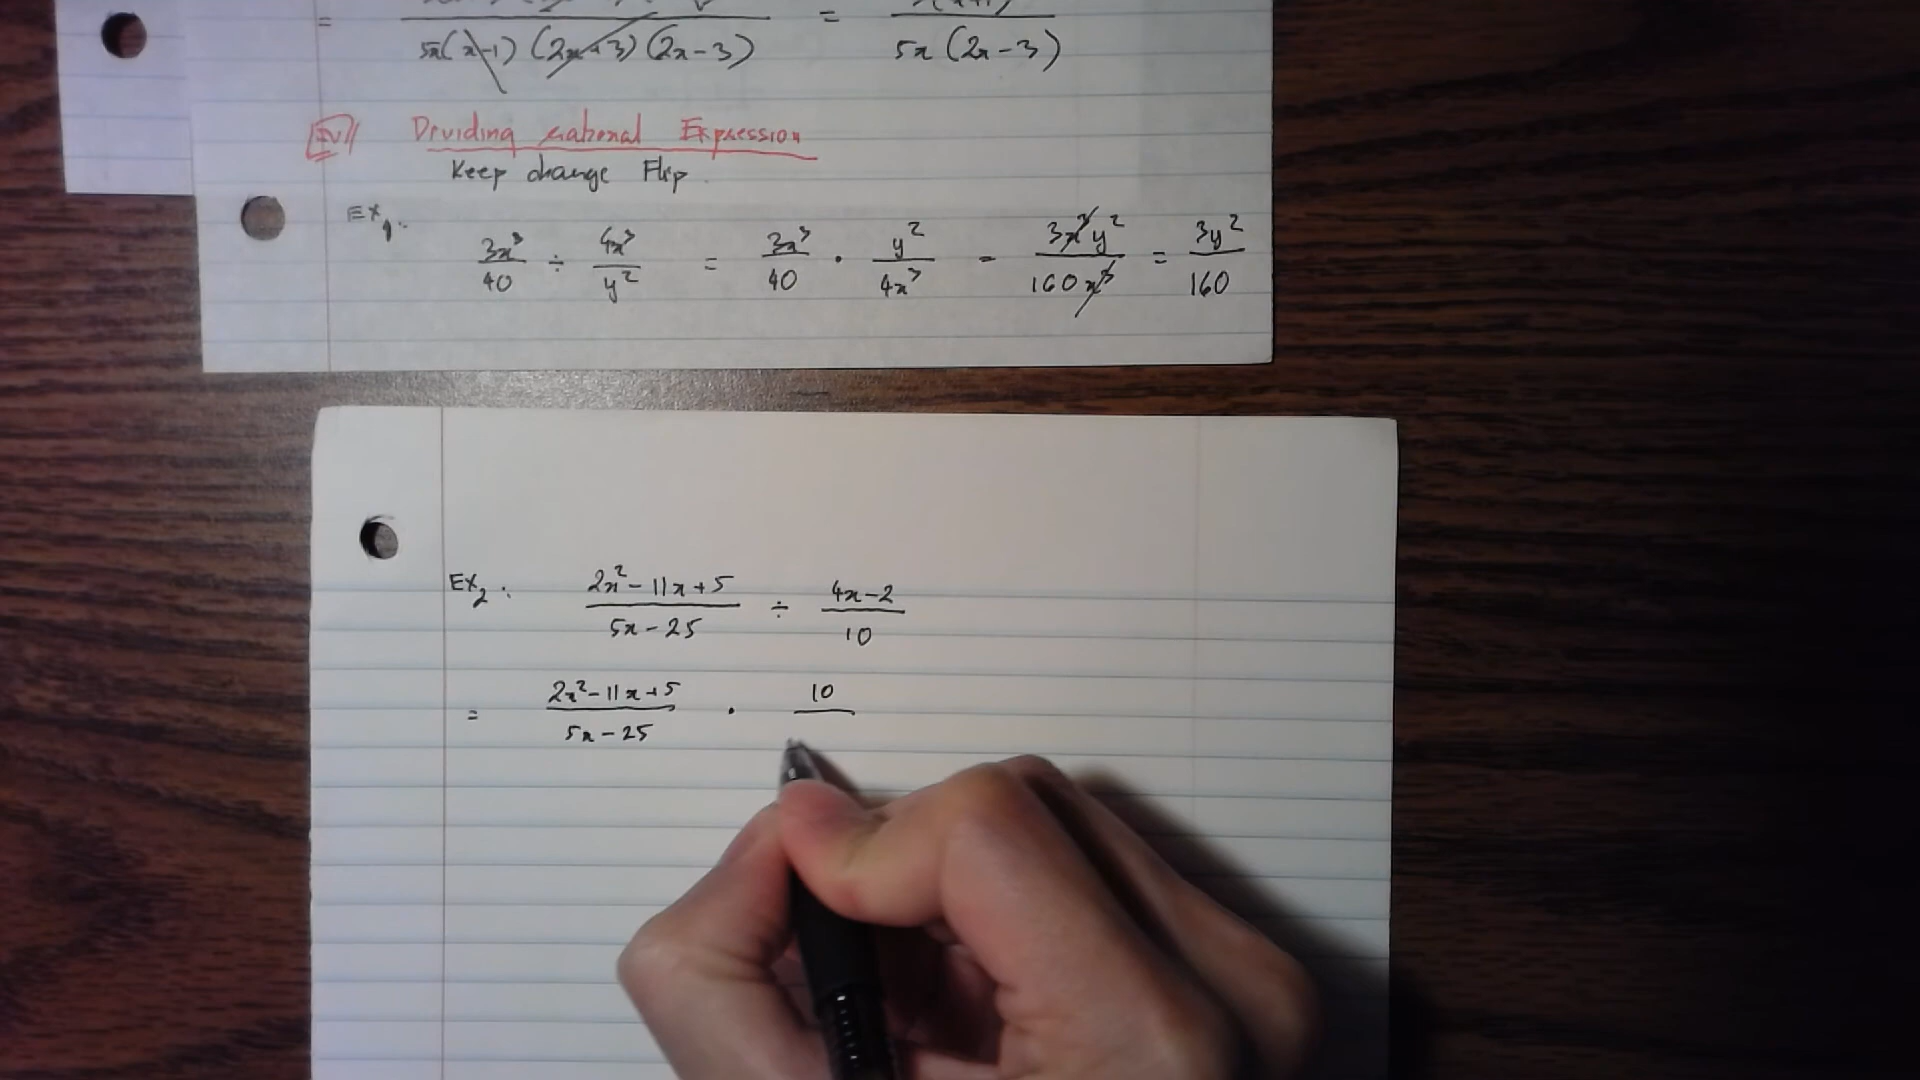 = = 
5x(x-1) (2x+3) (2x-3) 5x (2x-3)
IV Dividing rational Expression
Keep change Flip.
EX1.
3x³/40 ÷ 4x³/y² = 3x³/40 · y²/4x³ = 3x³y²/160x³ = 3y²/160
EX2: (2x²-11x+5)/(5x-25) ÷ (4x-2)/10
= (2x²-11x+5)/(5x-25) · 10/